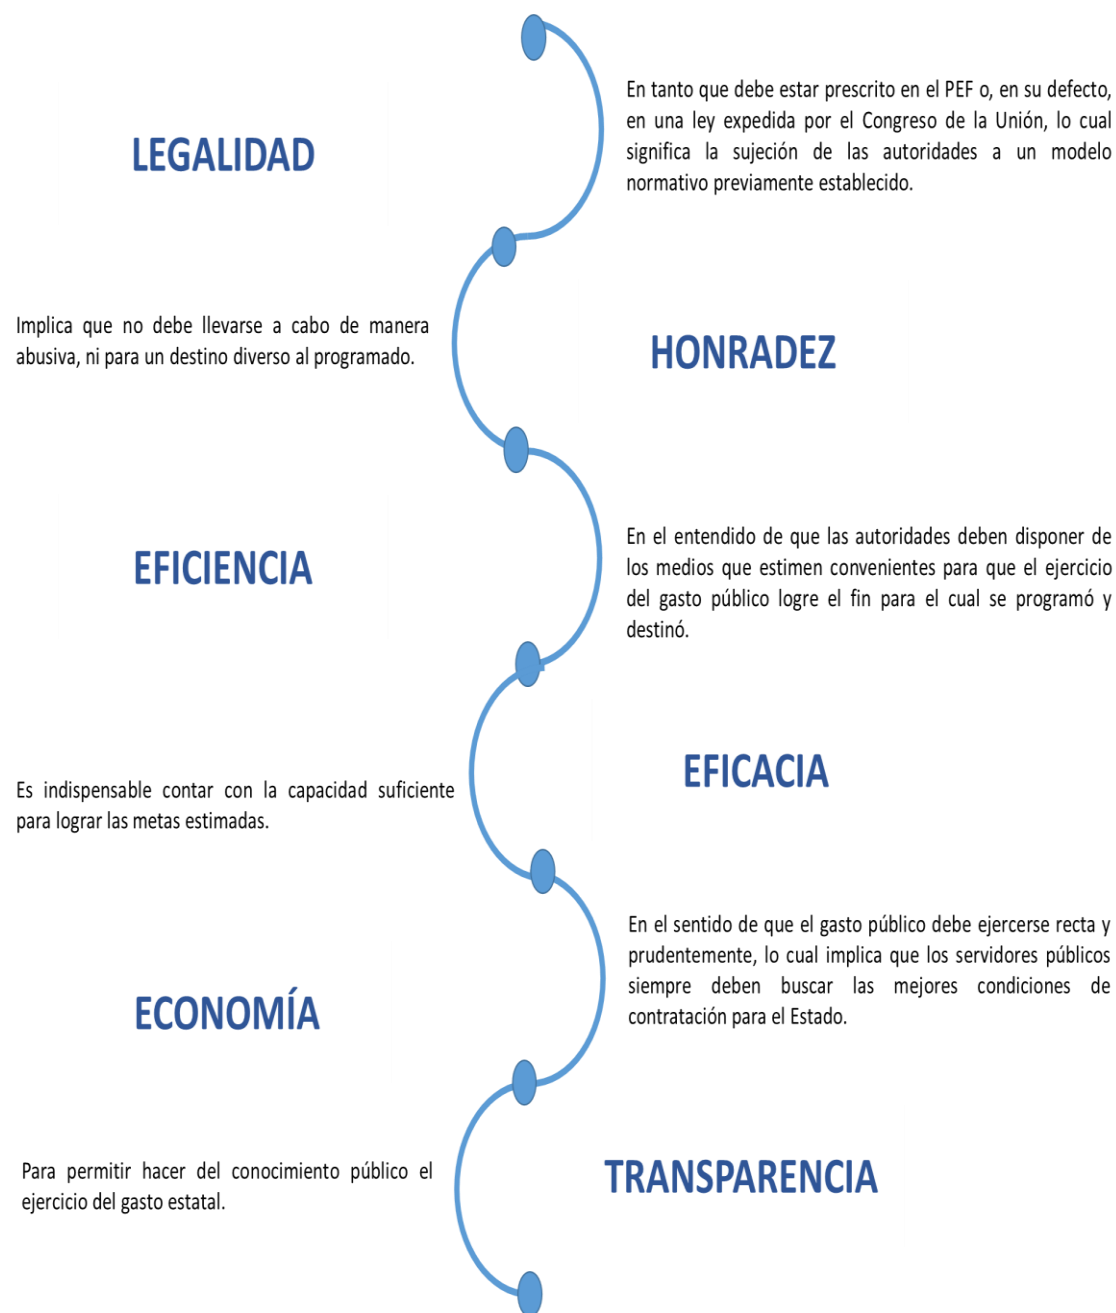 LEGALIDAD
En tanto que debe estar prescrito en el PEF o, en su defecto,
en una ley expedida por el Congreso de la Unión, lo cual
significa la sujeción de las autoridades a un modelo
normativo previamente establecido.
HONRADEZ
Implica que no debe llevarse a cabo de manera
abusiva, ni para un destino diverso al programado.
EFICIENCIA
En el entendido de que las autoridades deben disponer de
los medios que estimen convenientes para que el ejercicio
del gasto público logre el fin para el cual se programó y
destinó.
EFICACIA
Es indispensable contar con la capacidad suficiente
para lograr las metas estimadas.
ECONOMÍA
En el sentido de que el gasto público debe ejercerse recta y
prudentemente, lo cual implica que los servidores públicos
siempre deben buscar las mejores condiciones de
contratación para el Estado.
TRANSPARENCIA
Para permitir hacer del conocimiento público el
ejercicio del gasto estatal.